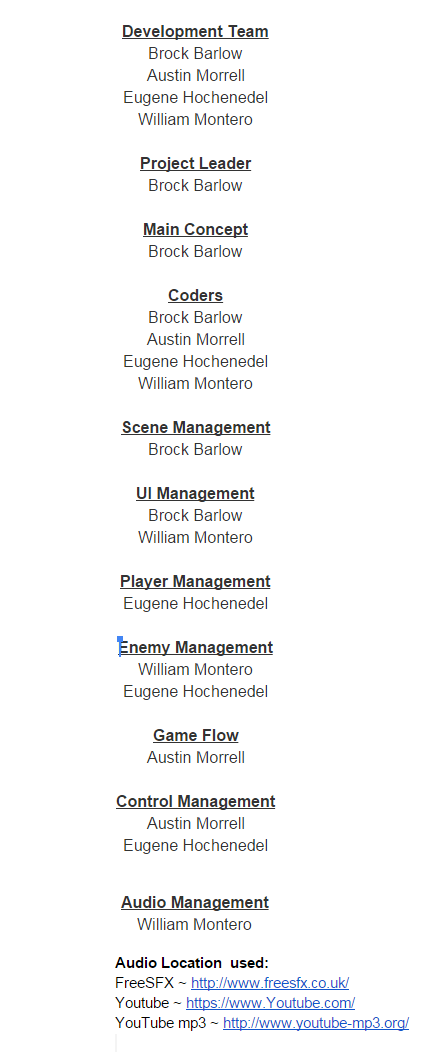 Development Team
Brock Barlow
Austin Morrell
Eugene Hochenedel
William Montero
Project Leader
Brock Barlow
Main Concept
Brock Barlow
Coders
Brock Barlow
Austin Morrell
Eugene Hochenedel
William Montero
Scene Management
Brock Barlow
UI Management
Brock Barlow
William Montero
Player Management
Eugene Hochenedel
Enemy Management
William Montero
Eugene Hochenedel
Game Flow
Austin Morrell
Control Management
Austin Morrell
Eugene Hochenedel
Audio Management
William Montero
Audio Location  used:
FreeSFX ~ http://www.freesfx.co.uk/
Youtube ~ https://www.Youtube.com/
YouTube mp3 ~ http://www.youtube-mp3.org/